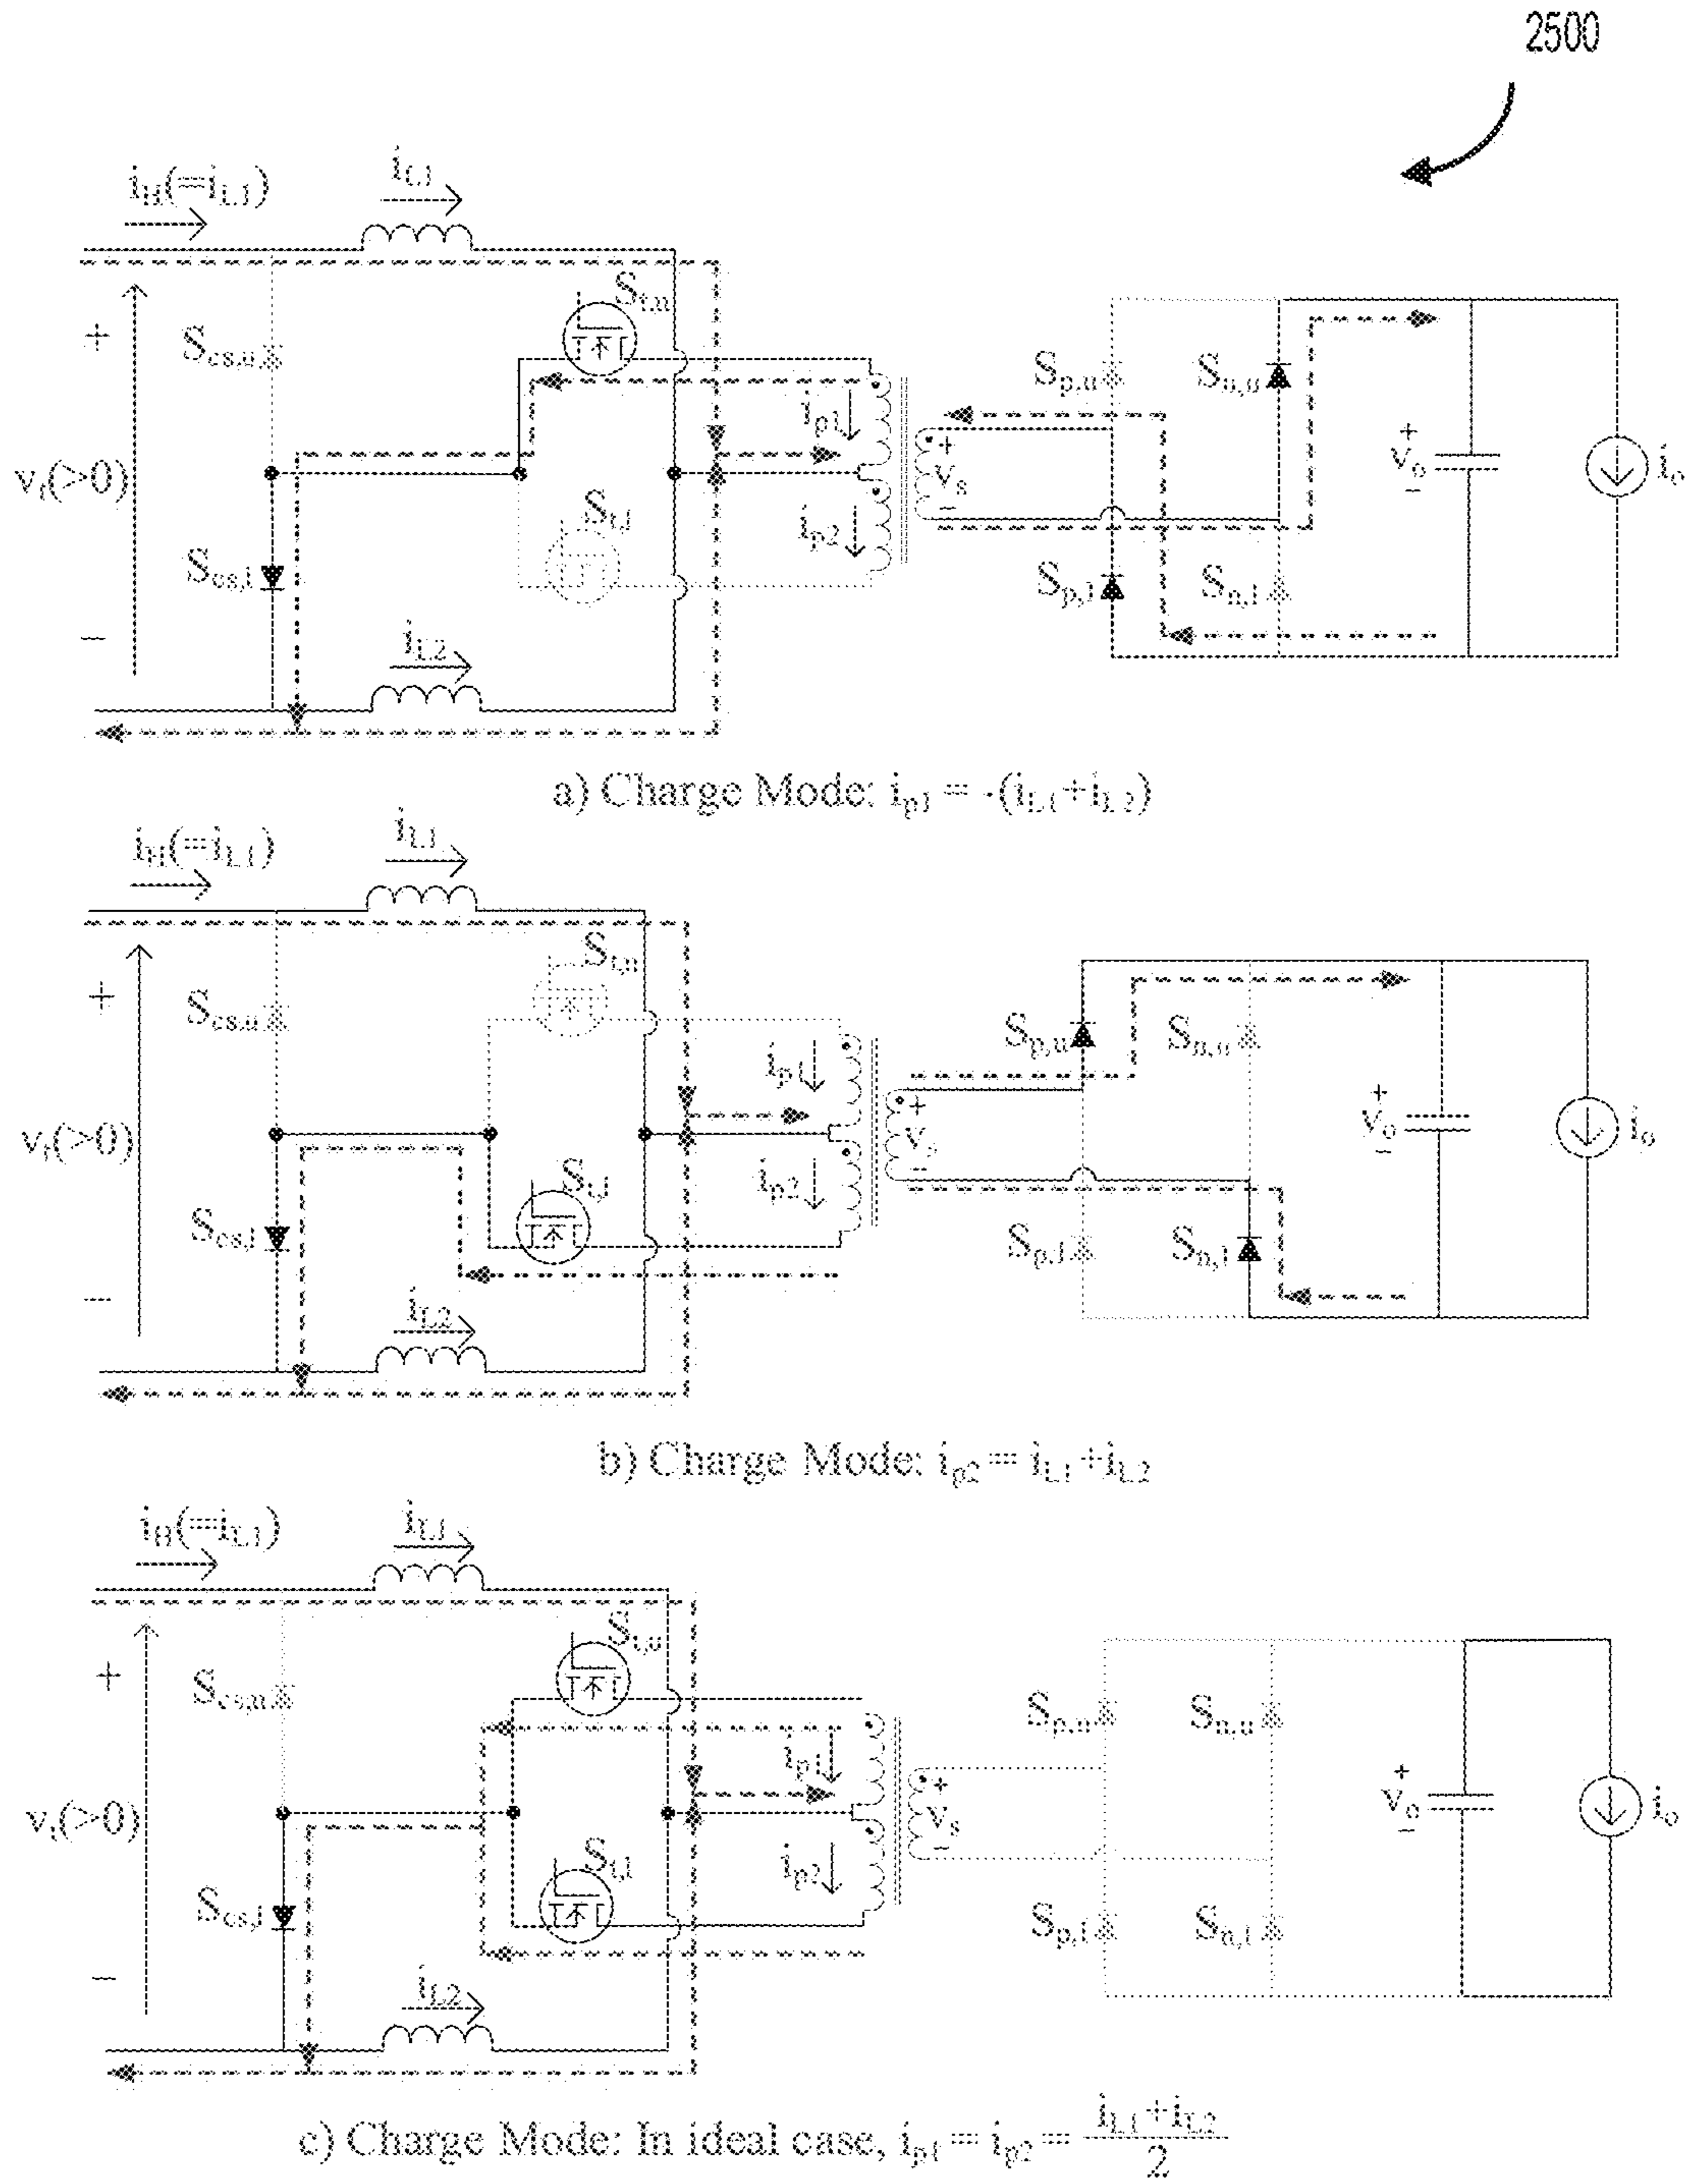 2500
i_H(=i_L1)
i_L1
S_t,u
S_cs,u
+
v_t(>0)
−
S_p,u
S_n,u
i_p1
+
v_s
−
+
v_o
−
i_o
S_t,l
i_p2
S_cs,l
S_p,l
S_n,l
i_L2
a) Charge Mode: i_p1 = -(i_L1+i_L2)
i_H(=i_L1)
i_L1
S_t,u
+
S_cs,u
S_p,u
S_n,u
i_p1
v_t(>0)
+
v_s
−
+
v_o
−
i_o
i_p2
S_t,l
S_cs,l
S_p,l
S_n,l
−
i_L2
b) Charge Mode: i_p2 = i_L1+i_L2
i_H(=i_L1)
i_L1
S_t,u
+
S_cs,u
S_p,u
S_n,u
i_p1
v_t(>0)
+
v_s
−
+
v_o
−
i_o
S_t,l
i_p2
S_cs,l
S_p,l
S_n,l
−
i_L2
c) Charge Mode: In ideal case, i_p1 = i_p2 = (i_L1+i_L2)/2